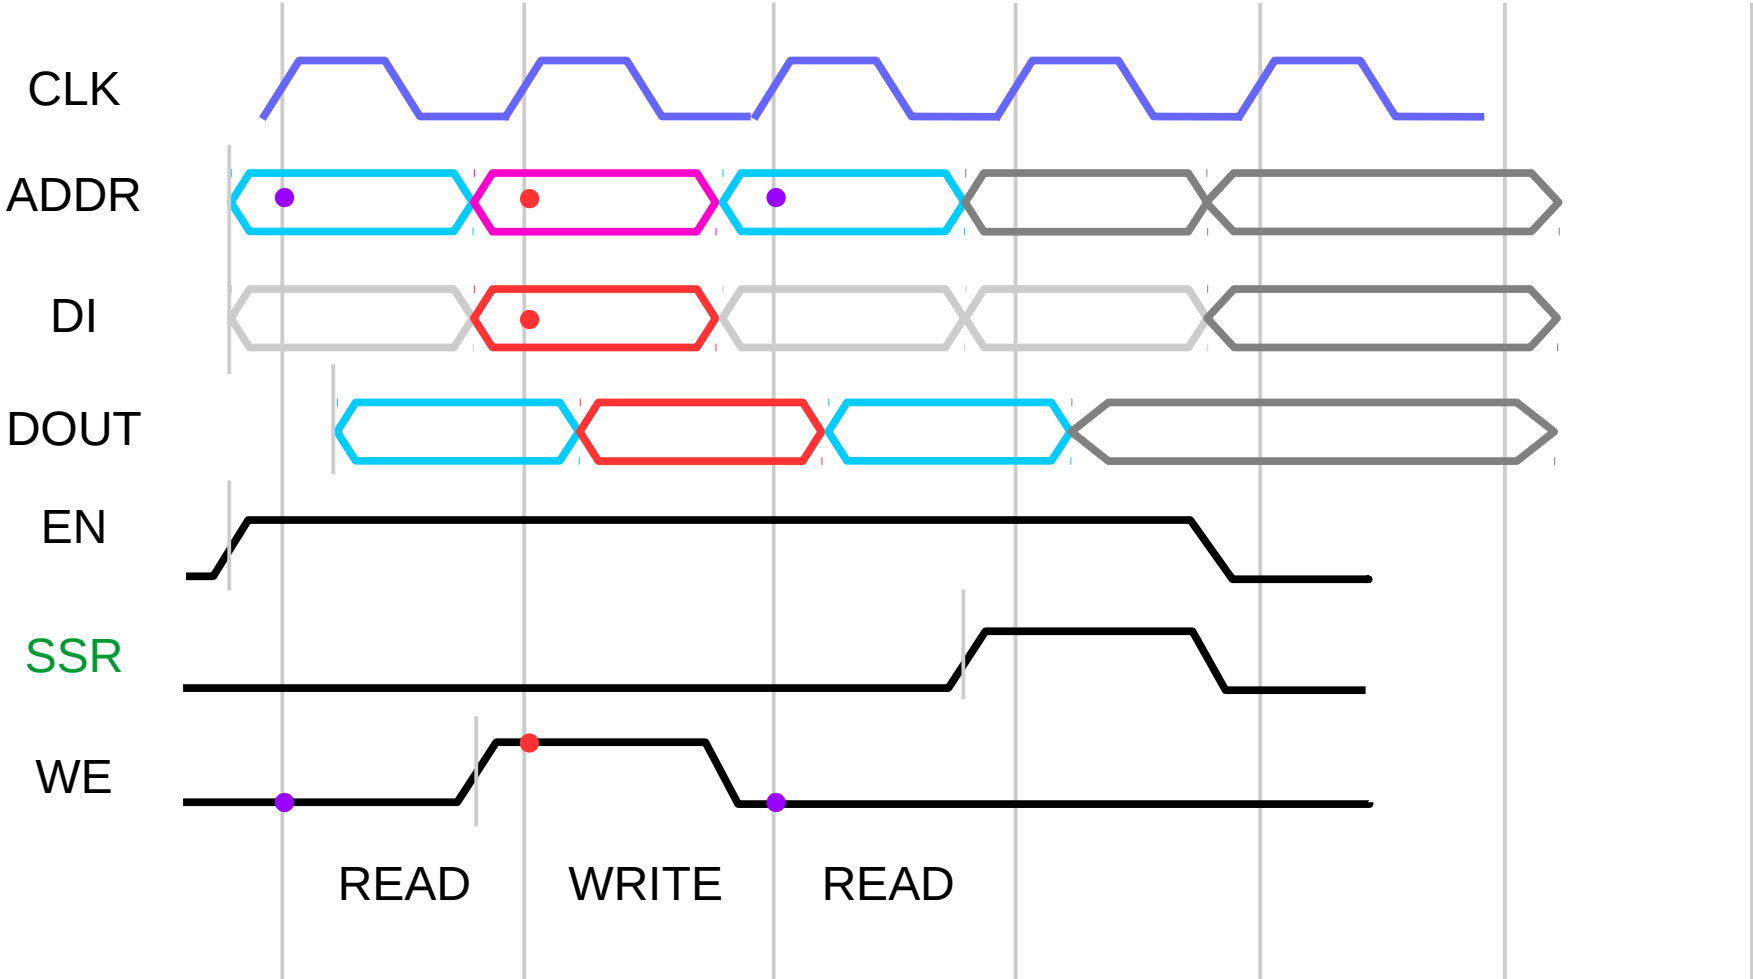 CLK
ADDR
DI
DOUT
EN
SSR
WE
READ WRITE READ